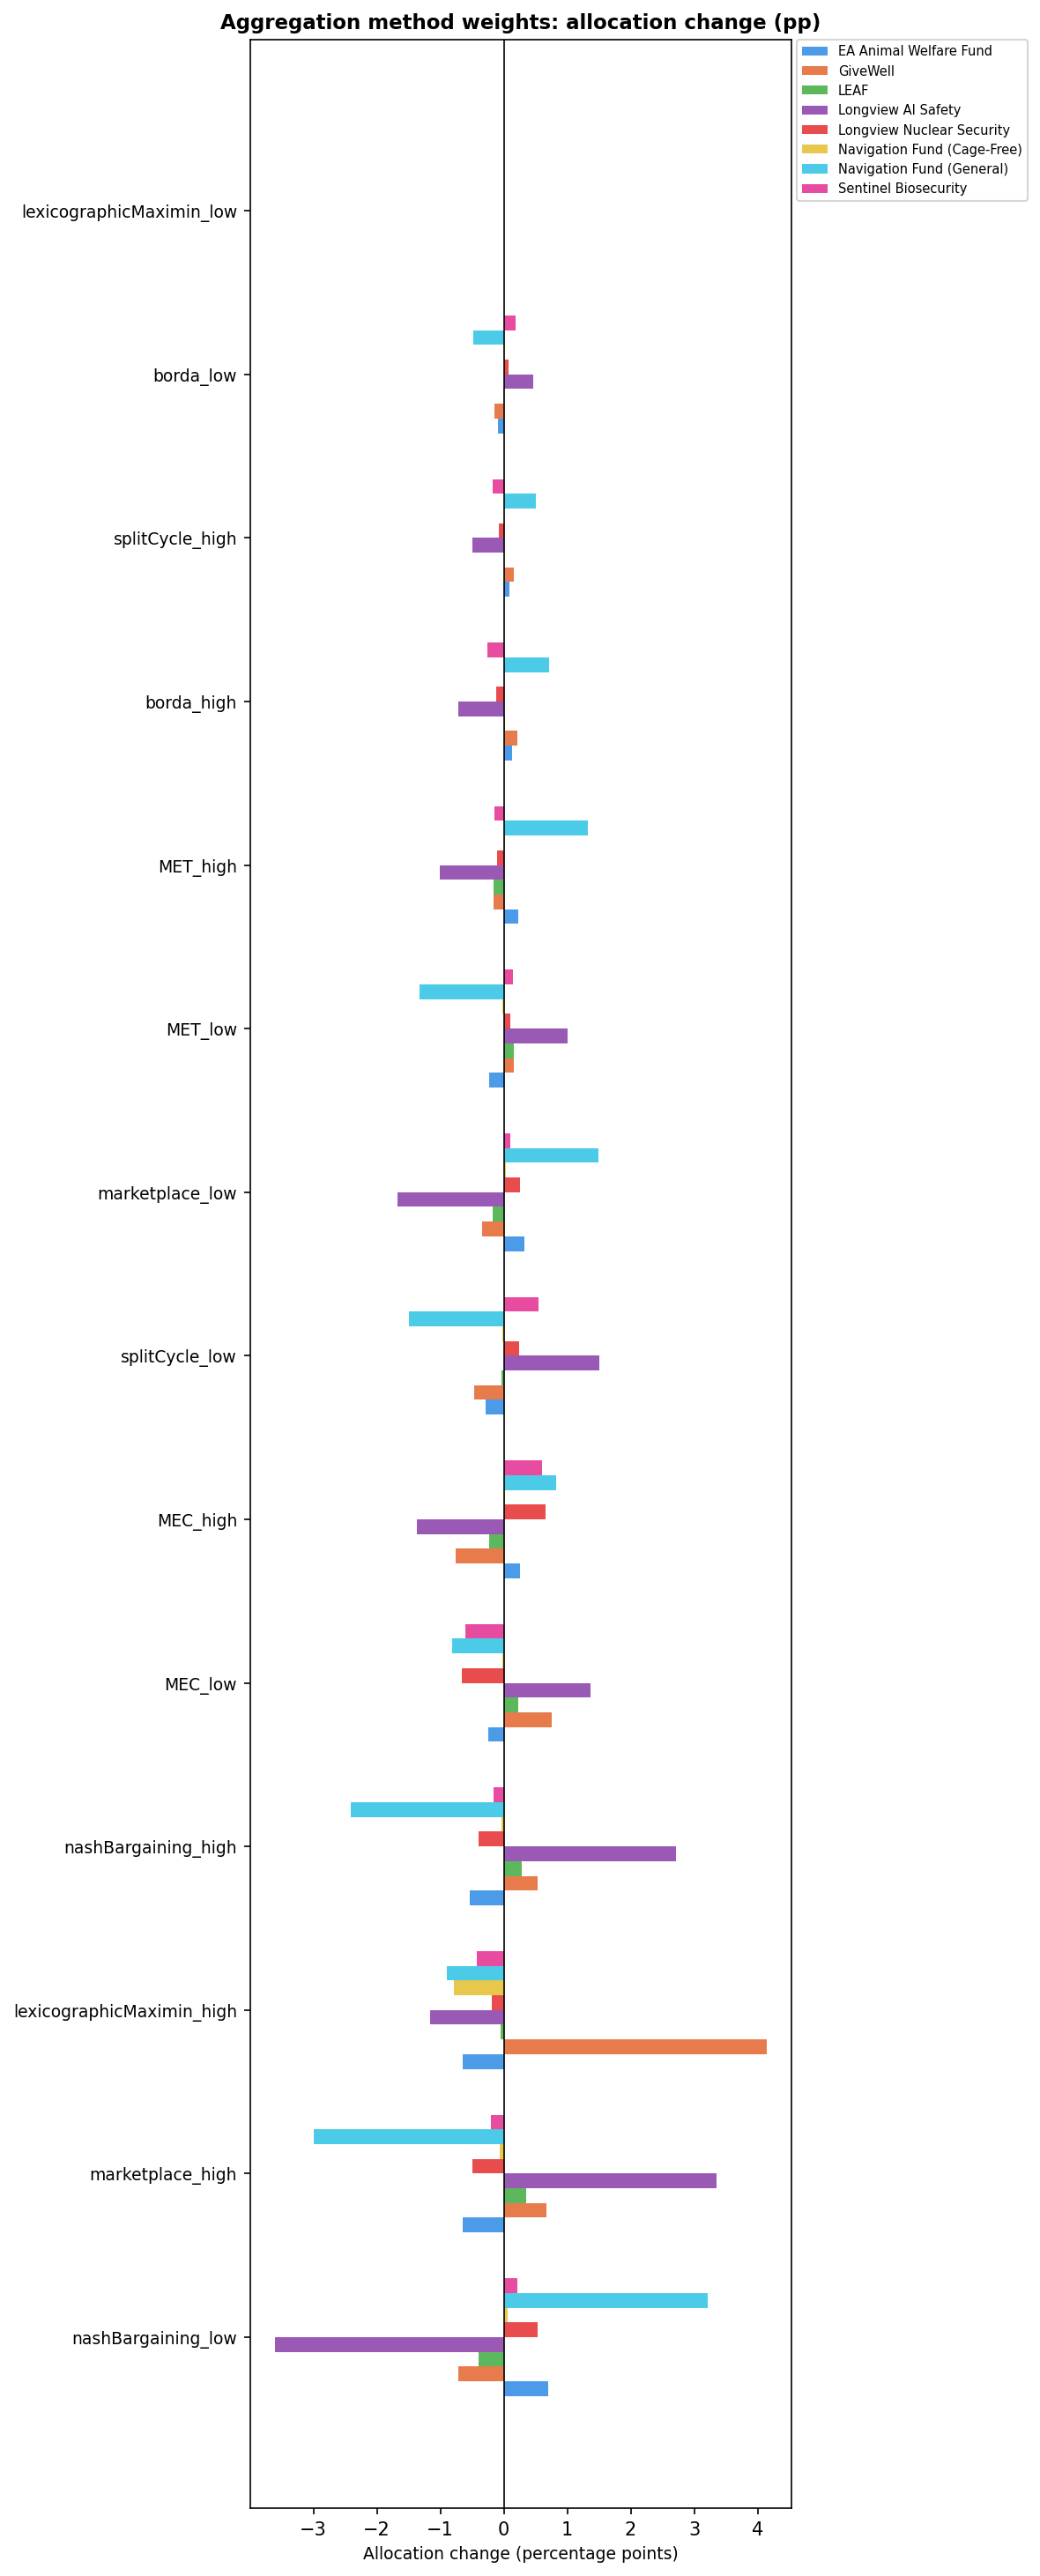 Aggregation method weights: allocation change (pp)
EA Animal Welfare Fund
GiveWell
LEAF
Longview AI Safety
Longview Nuclear Security
Navigation Fund (Cage-Free)
Navigation Fund (General)
Sentinel Biosecurity
lexicographicMaximin_low
borda_low
splitCycle_high
borda_high
MET_high
MET_low
marketplace_low
splitCycle_low
MEC_high
MEC_low
nashBargaining_high
lexicographicMaximin_high
marketplace_high
nashBargaining_low
−3 −2 −1 0 1 2 3 4
Allocation change (percentage points)